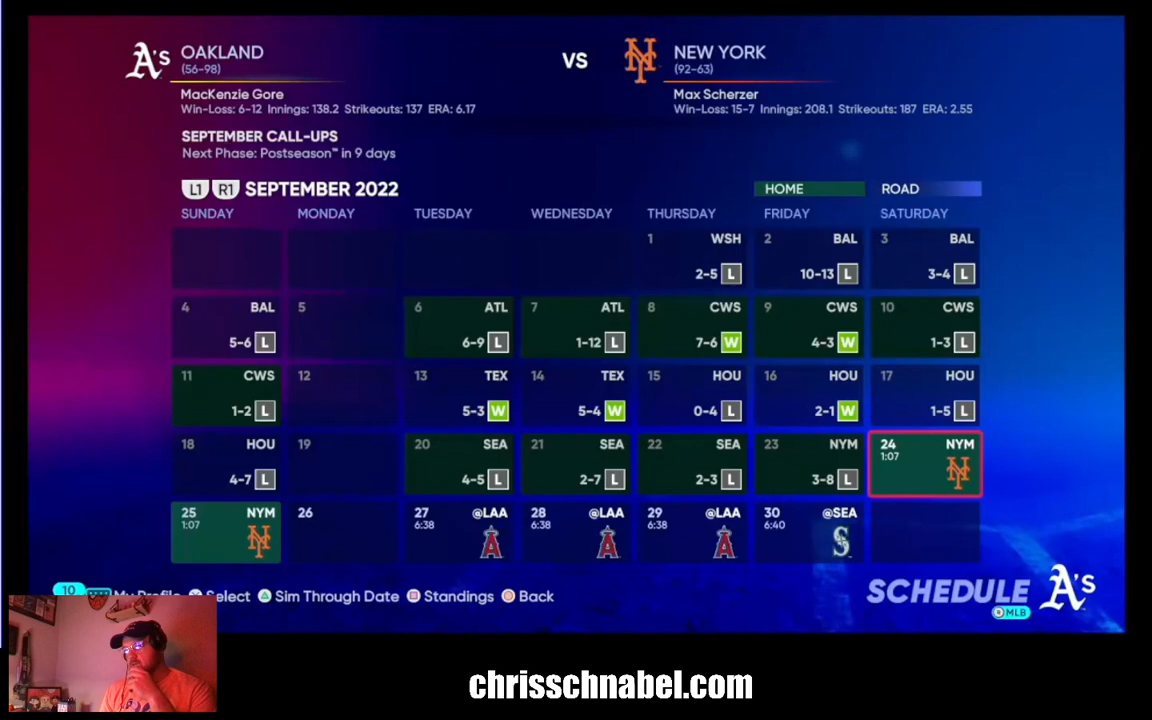 A's OAKLAND
(56-98)
MacKenzie Gore
Win-Loss: 6-12 Innings: 138.2 Strikeouts: 137 ERA: 6.17
VS
NY NEW YORK
(92-63)
Max Scherzer
Win-Loss: 15-7 Innings: 208.1 Strikeouts: 187 ERA: 2.55
SEPTEMBER CALL-UPS
Next Phase: Postseason™ in 9 days
L1 R1 SEPTEMBER 2022
HOME ROAD
SUNDAY MONDAY TUESDAY WEDNESDAY THURSDAY FRIDAY SATURDAY
1 WSH 2 BAL 3 BAL
2-5 L 10-13 L 3-4 L
4 BAL 5 6 ATL 7 ATL 8 CWS 9 CWS 10 CWS
5-6 L 6-9 L 1-12 L 7-6 W 4-3 W 1-3 L
11 CWS 12 13 TEX 14 TEX 15 HOU 16 HOU 17 HOU
1-2 L 5-3 W 5-4 W 0-4 L 2-1 W 1-5 L
18 HOU 19 20 SEA 21 SEA 22 SEA 23 NYM 24 NYM
1:07 NY
4-7 L 4-5 L 2-7 L 2-3 L 3-8 L
25 NYM 26 27 @LAA 28 @LAA 29 @LAA 30 @SEA
1:07 NY 6:38 A 6:38 A 6:38 A 6:40 S
10 My Profile Select Sim Through Date Standings Back
SCHEDULE A's
R MLB
chrisschnabel.com